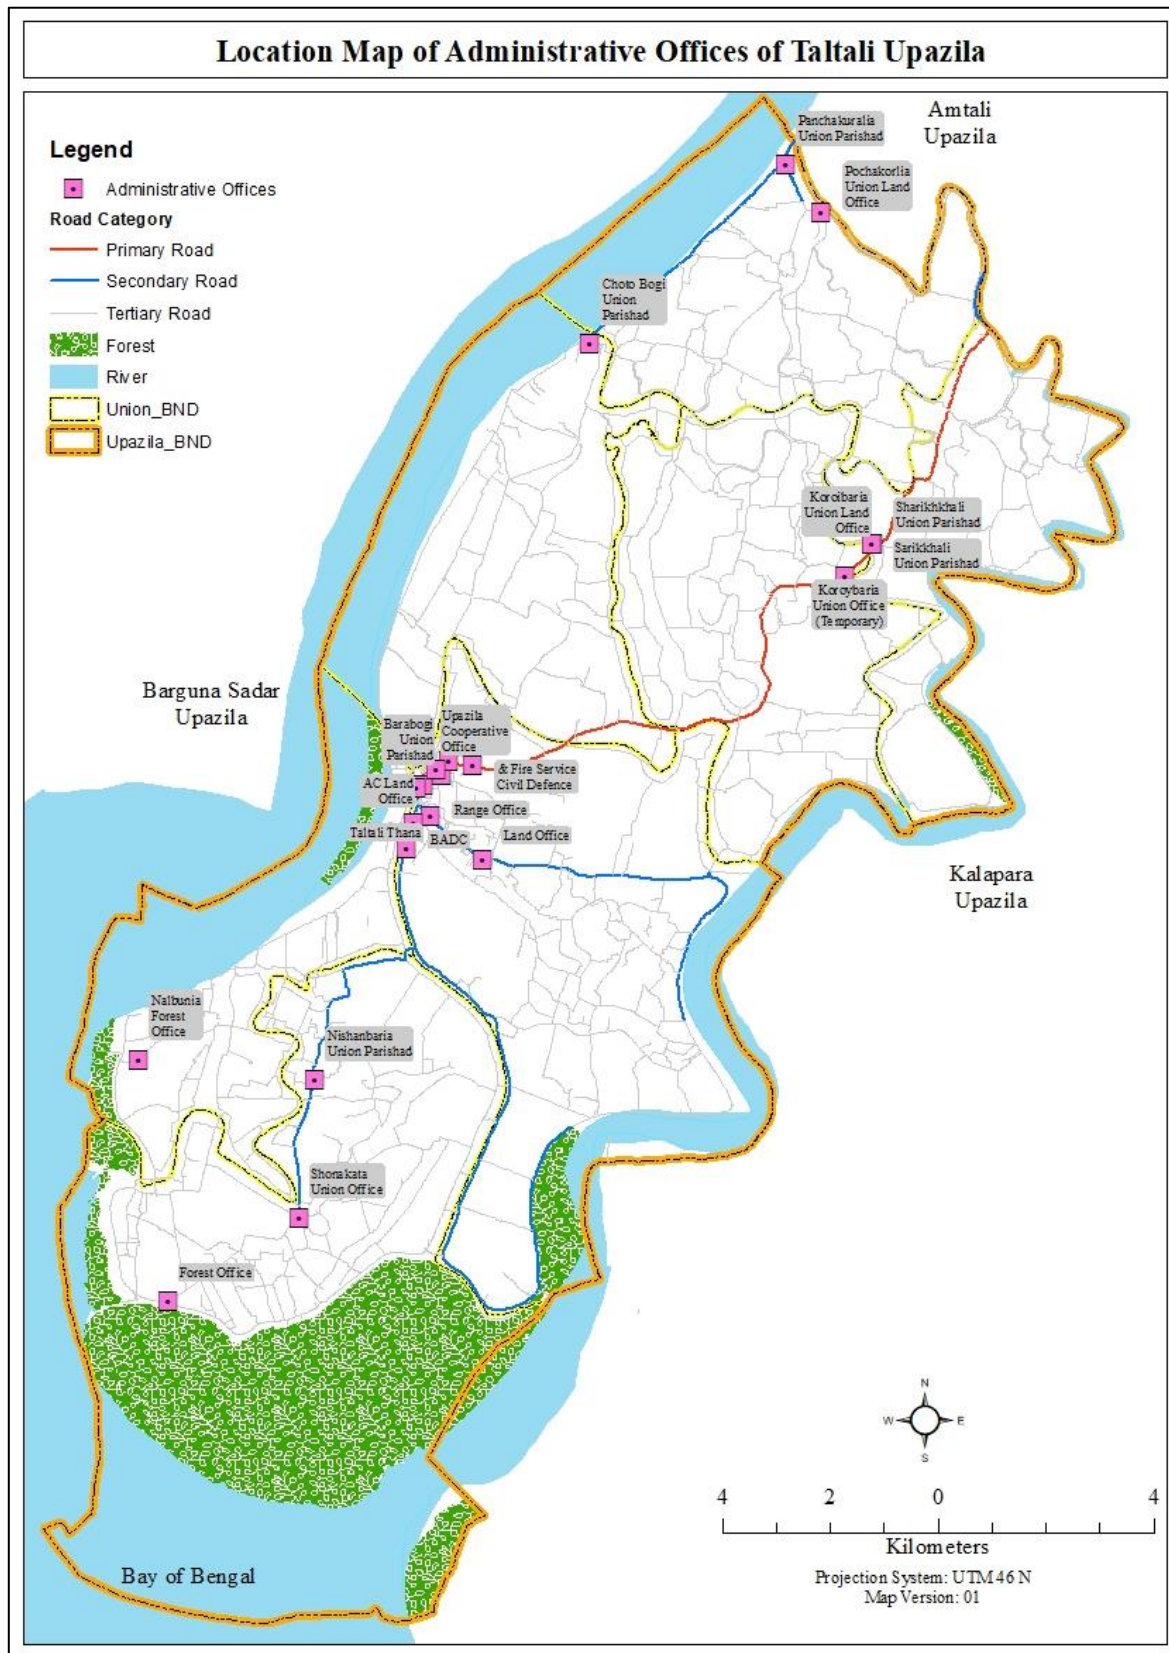 Location Map of Administrative Offices of Taltali Upazila
Legend
Administrative Offices
Road Category
Primary Road
Secondary Road
Tertiary Road
Forest
River
Union_BND
Upazila_BND
Amtali
Upazila
Panchakuralia
Union Parishad
Pochakorlia
Union Land
Office
Choto Bogi
Union
Parishad
Koroibaria
Union Land
Office
Sharikhkhali
Union Parishad
Sarikkhali
Union Parishad
Koroybaria
Union Office
(Temporary)
Barguna Sadar
Upazila
Barabogi
Union
Parishad
Upazila
Cooperative
Office
& Fire Service
Civil Defence
AC Land
Office
Range Office
Taltali Thana
BADC
Land Office
Kalapara
Upazila
Nalbunia
Forest
Office
Nishanbaria
Union Parishad
Shonakata
Union Office
Forest Office
Bay of Bengal
N
W
E
S
4 2 0 4
Kilometers
Projection System: UTM 46 N
Map Version: 01